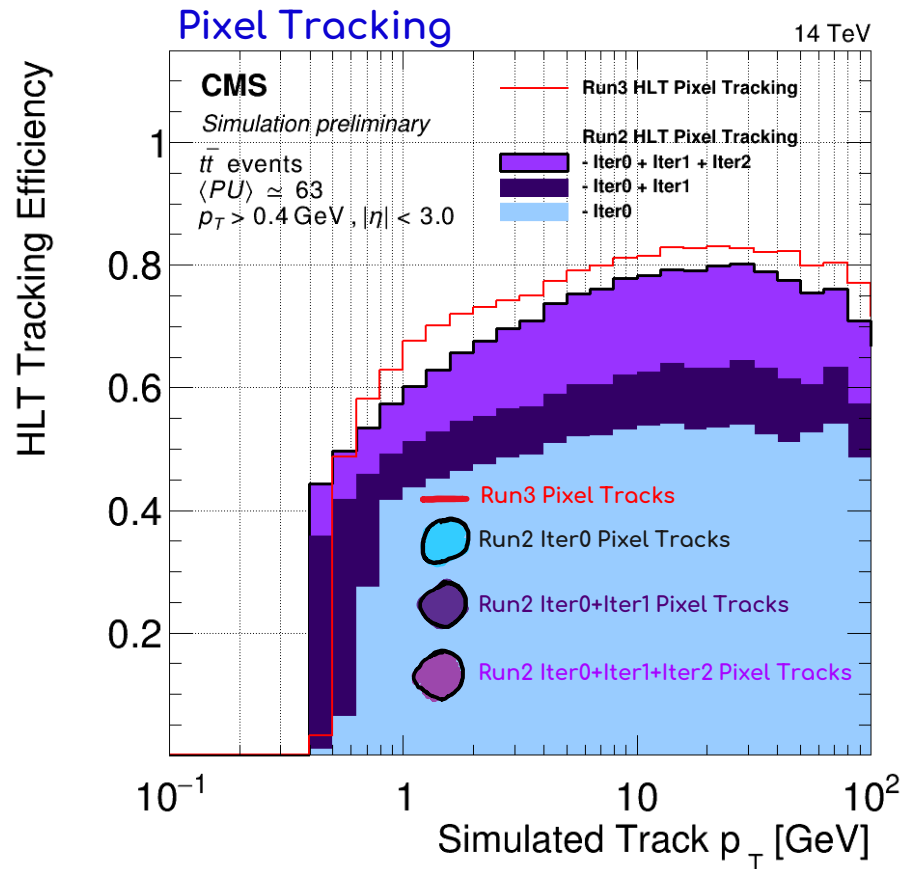 Pixel Tracking
14 TeV
CMS
Simulation preliminary
tt̅ events
⟨PU⟩ ≃ 63
p_T > 0.4 GeV , |η| < 3.0
Run3 HLT Pixel Tracking
Run2 HLT Pixel Tracking
- Iter0 + Iter1 + Iter2
- Iter0 + Iter1
- Iter0
HLT Tracking Efficiency
1
0.8
0.6
0.4
0.2
Run3 Pixel Tracks
Run2 Iter0 Pixel Tracks
Run2 Iter0+Iter1 Pixel Tracks
Run2 Iter0+Iter1+Iter2 Pixel Tracks
10⁻¹ 1 10 10²
Simulated Track p_T [GeV]